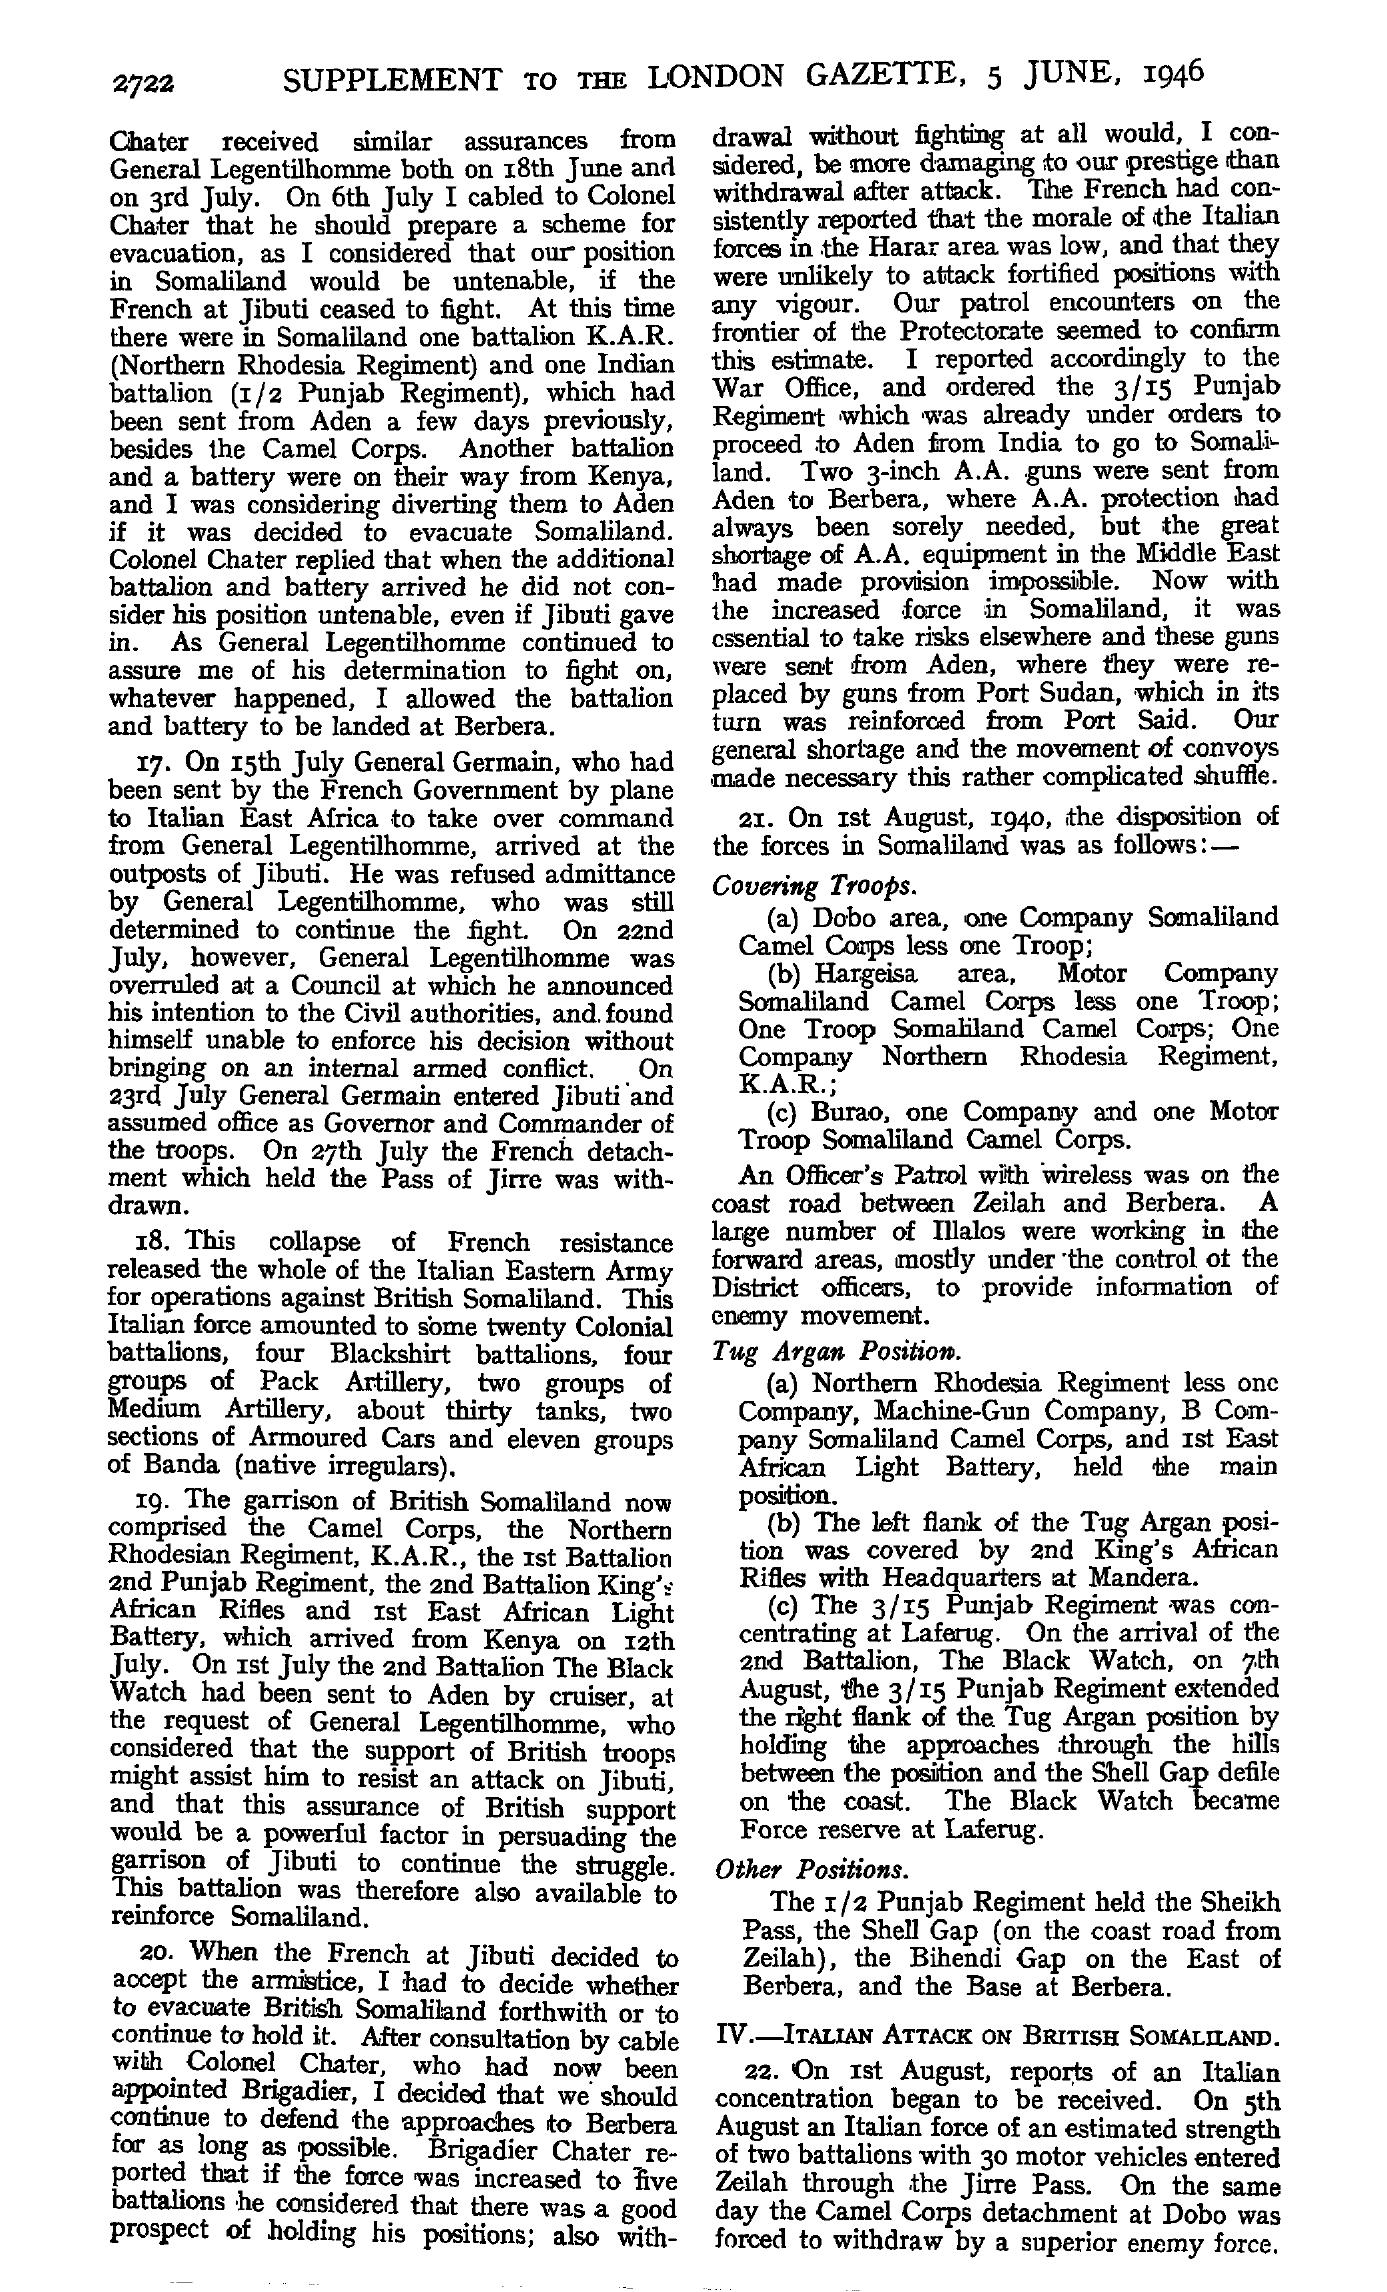 2722 SUPPLEMENT TO THE LONDON GAZETTE, 5 JUNE, 1946
Chater received similar assurances from
General Legentilhomme both on 18th June and
on 3rd July. On 6th July I cabled to Colonel
Chater that he should prepare a scheme for
evacuation, as I considered that our position
in Somaliland would be untenable, if the
French at Jibuti ceased to fight. At this time
there were in Somaliland one battalion K.A.R.
(Northern Rhodesia Regiment) and one Indian
battalion (1/2 Punjab Regiment), which had
been sent from Aden a few days previously,
besides the Camel Corps. Another battalion
and a battery were on their way from Kenya,
and I was considering diverting them to Aden
if it was decided to evacuate Somaliland.
Colonel Chater replied that when the additional
battalion and battery arrived he did not con-
sider his position untenable, even if Jibuti gave
in. As General Legentilhomme continued to
assure me of his determination to fight on,
whatever happened, I allowed the battalion
and battery to be landed at Berbera.
17. On 15th July General Germain, who had
been sent by the French Government by plane
to Italian East Africa to take over command
from General Legentilhomme, arrived at the
outposts of Jibuti. He was refused admittance
by General Legentilhomme, who was still
determined to continue the fight. On 22nd
July, however, General Legentilhomme was
overruled at a Council at which he announced
his intention to the Civil authorities, and found
himself unable to enforce his decision without
bringing on an internal armed conflict. On
23rd July General Germain entered Jibuti and
assumed office as Governor and Commander of
the troops. On 27th July the French detach-
ment which held the Pass of Jirre was with-
drawn.
18. This collapse of French resistance
released the whole of the Italian Eastern Army
for operations against British Somaliland. This
Italian force amounted to some twenty Colonial
battalions, four Blackshirt battalions, four
groups of Pack Artillery, two groups of
Medium Artillery, about thirty tanks, two
sections of Armoured Cars and eleven groups
of Banda (native irregulars).
19. The garrison of British Somaliland now
comprised the Camel Corps, the Northern
Rhodesian Regiment, K.A.R., the 1st Battalion
2nd Punjab Regiment, the 2nd Battalion King's
African Rifles and 1st East African Light
Battery, which arrived from Kenya on 12th
July. On 1st July the 2nd Battalion The Black
Watch had been sent to Aden by cruiser, at
the request of General Legentilhomme, who
considered that the support of British troops
might assist him to resist an attack on Jibuti,
and that this assurance of British support
would be a powerful factor in persuading the
garrison of Jibuti to continue the struggle.
This battalion was therefore also available to
reinforce Somaliland.
20. When the French at Jibuti decided to
accept the armistice, I had to decide whether
to evacuate British Somaliland forthwith or to
continue to hold it. After consultation by cable
with Colonel Chater, who had now been
appointed Brigadier, I decided that we should
continue to defend the approaches to Berbera
for as long as possible. Brigadier Chater re-
ported that if the force was increased to five
battalions he considered that there was a good
prospect of holding his positions; also with-
drawal without fighting at all would, I con-
sidered, be more damaging to our prestige than
withdrawal after attack. The French had con-
sistently reported that the morale of the Italian
forces in the Harar area was low, and that they
were unlikely to attack fortified positions with
any vigour. Our patrol encounters on the
frontier of the Protectorate seemed to confirm
this estimate. I reported accordingly to the
War Office, and ordered the 3/15 Punjab
Regiment which was already under orders to
proceed to Aden from India to go to Somali-
land. Two 3-inch A.A. guns were sent from
Aden to Berbera, where A.A. protection had
always been sorely needed, but the great
shortage of A.A. equipment in the Middle East
had made provision impossible. Now with
the increased force in Somaliland, it was
essential to take risks elsewhere and these guns
were sent from Aden, where they were re-
placed by guns from Port Sudan, which in its
turn was reinforced from Port Said. Our
general shortage and the movement of convoys
made necessary this rather complicated shuffle.
21. On 1st August, 1940, the disposition of
the forces in Somaliland was as follows:—
Covering Troops.
(a) Dobo area, one Company Somaliland
Camel Corps less one Troop;
(b) Hargeisa area, Motor Company
Somaliland Camel Corps less one Troop;
One Troop Somaliland Camel Corps; One
Company Northern Rhodesia Regiment,
K.A.R.;
(c) Burao, one Company and one Motor
Troop Somaliland Camel Corps.
An Officer's Patrol with wireless was on the
coast road between Zeilah and Berbera. A
large number of Illalos were working in the
forward areas, mostly under the control of the
District officers, to provide information of
enemy movement.
Tug Argan Position.
(a) Northern Rhodesia Regiment less one
Company, Machine-Gun Company, B Com-
pany Somaliland Camel Corps, and 1st East
African Light Battery, held the main
position.
(b) The left flank of the Tug Argan posi-
tion was covered by 2nd King's African
Rifles with Headquarters at Mandera.
(c) The 3/15 Punjab Regiment was con-
centrating at Laferug. On the arrival of the
2nd Battalion, The Black Watch, on 7th
August, the 3/15 Punjab Regiment extended
the right flank of the Tug Argan position by
holding the approaches through the hills
between the position and the Shell Gap defile
on the coast. The Black Watch became
Force reserve at Laferug.
Other Positions.
The 1/2 Punjab Regiment held the Sheikh
Pass, the Shell Gap (on the coast road from
Zeilah), the Bihendi Gap on the East of
Berbera, and the Base at Berbera.
IV.—ITALIAN ATTACK ON BRITISH SOMALILAND.
22. On 1st August, reports of an Italian
concentration began to be received. On 5th
August an Italian force of an estimated strength
of two battalions with 30 motor vehicles entered
Zeilah through the Jirre Pass. On the same
day the Camel Corps detachment at Dobo was
forced to withdraw by a superior enemy force.